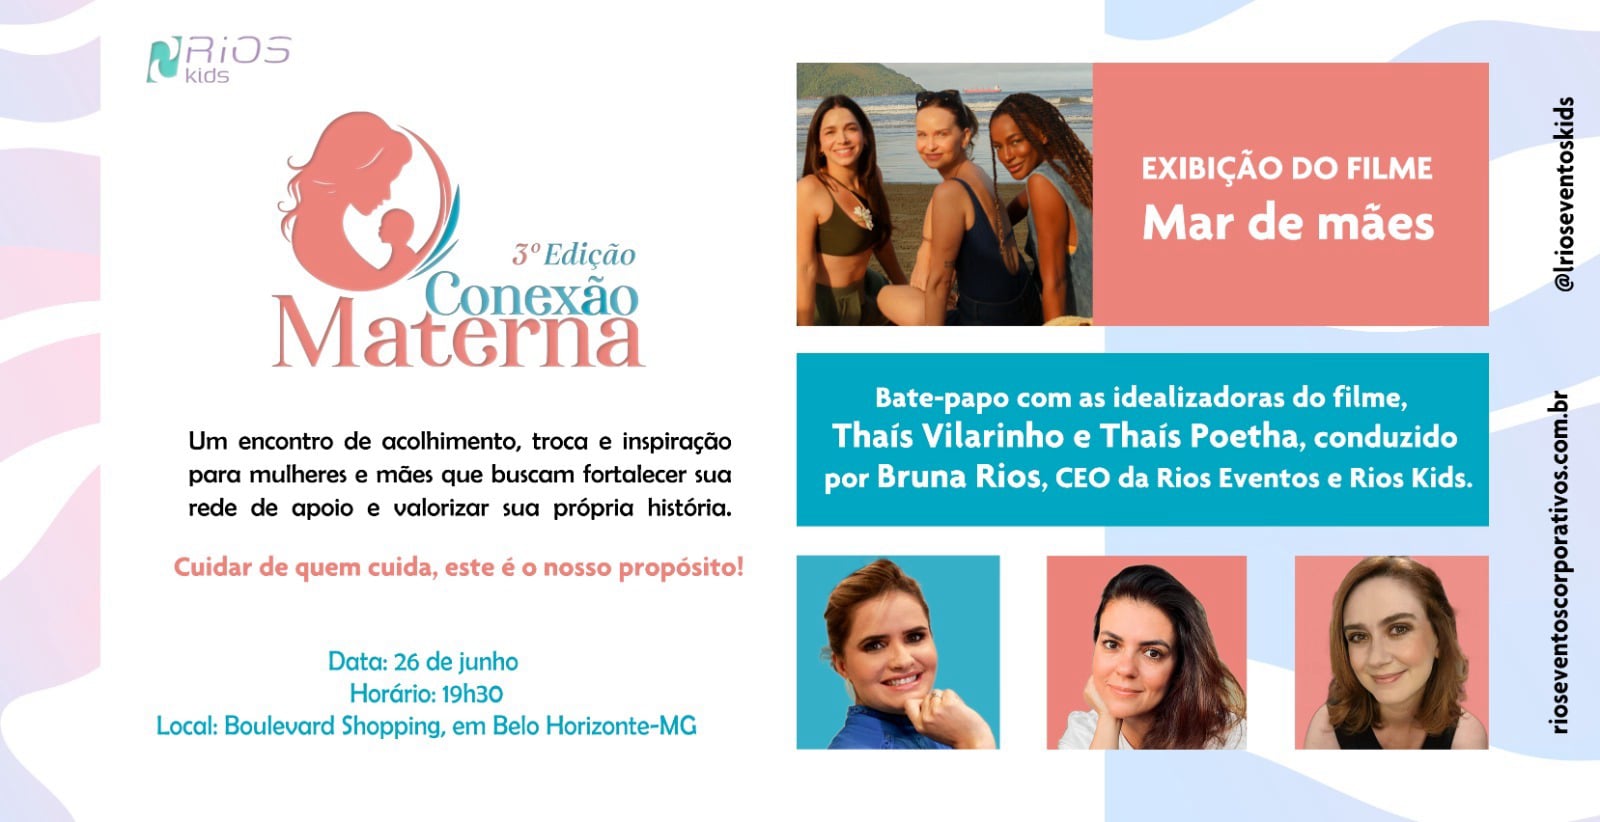 RiOS
kids
3º Edição
Conexão
Materna
Um encontro de acolhimento, troca e inspiração
para mulheres e mães que buscam fortalecer sua
rede de apoio e valorizar sua própria história.
Cuidar de quem cuida, este é o nosso propósito!
Data: 26 de junho
Horário: 19h30
Local: Boulevard Shopping, em Belo Horizonte-MG
EXIBIÇÃO DO FILME
Mar de mães
Bate-papo com as idealizadoras do filme,
Thaís Vilarinho e Thaís Poetha, conduzido
por Bruna Rios, CEO da Rios Eventos e Rios Kids.
@lrioseventoskids
rioseventoscorporativos.com.br